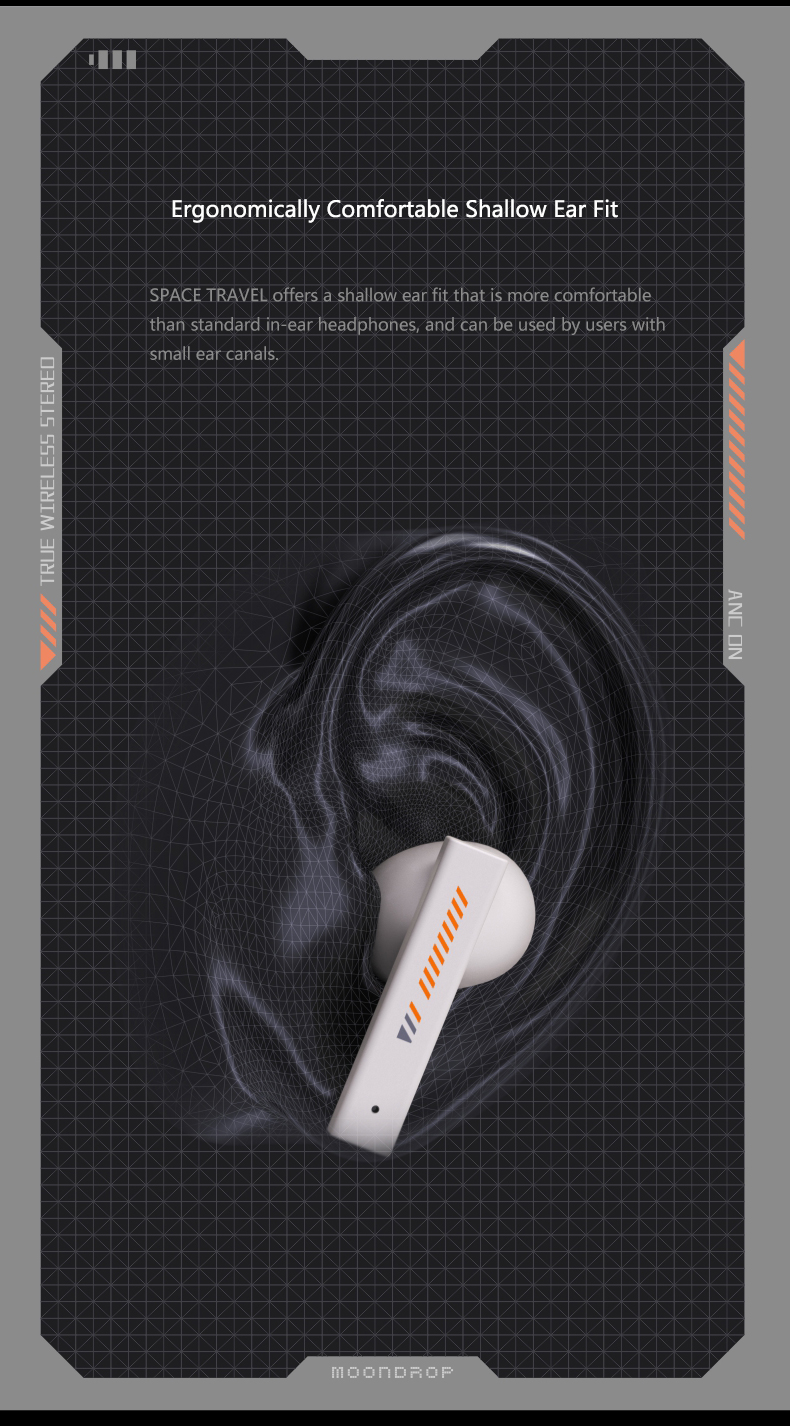 Ergonomically Comfortable Shallow Ear Fit
SPACE TRAVEL offers a shallow ear fit that is more comfortable
than standard in-ear headphones, and can be used by users with
small ear canals.
TRUE WIRELESS STEREO
ANC ON
MOONDROP